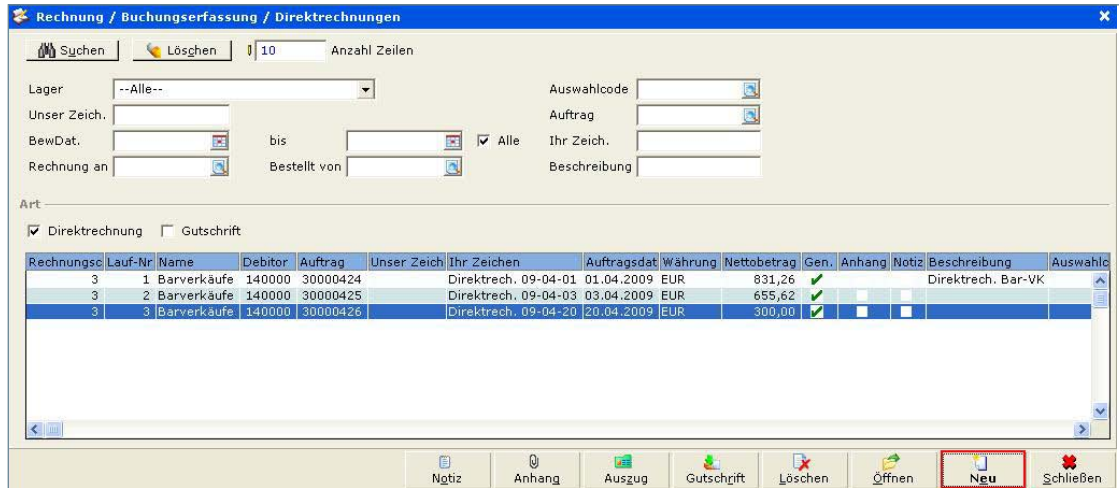 Rechnung / Buchungserfassung / Direktrechnungen
Suchen Löschen 10 Anzahl Zeilen
Lager --Alle-- Auswahlcode
Unser Zeich. Auftrag
BewDat. bis Alle Ihr Zeich.
Rechnung an Bestellt von Beschreibung
Art
Direktrechnung Gutschrift
Rechnungsc Lauf-Nr Name Debitor Auftrag Unser Zeich Ihr Zeichen Auftragsdat Währung Nettobetrag Gen. Anhang Notiz Beschreibung Auswahlc
3 1 Barverkäufe 140000 30000424 Direktrech. 09-04-01 01.04.2009 EUR 831,26 Direktrech. Bar-VK
3 2 Barverkäufe 140000 30000425 Direktrech. 09-04-03 03.04.2009 EUR 655,62
3 3 Barverkäufe 140000 30000426 Direktrech. 09-04-20 20.04.2009 EUR 300,00
Notiz Anhang Auszug Gutschrift Löschen Öffnen Neu Schließen